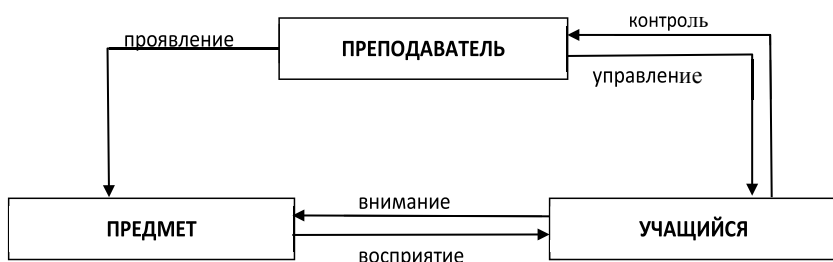 контроль
проявление
ПРЕПОДАВАТЕЛЬ
управление
внимание
ПРЕДМЕТ
УЧАЩИЙСЯ
восприятие